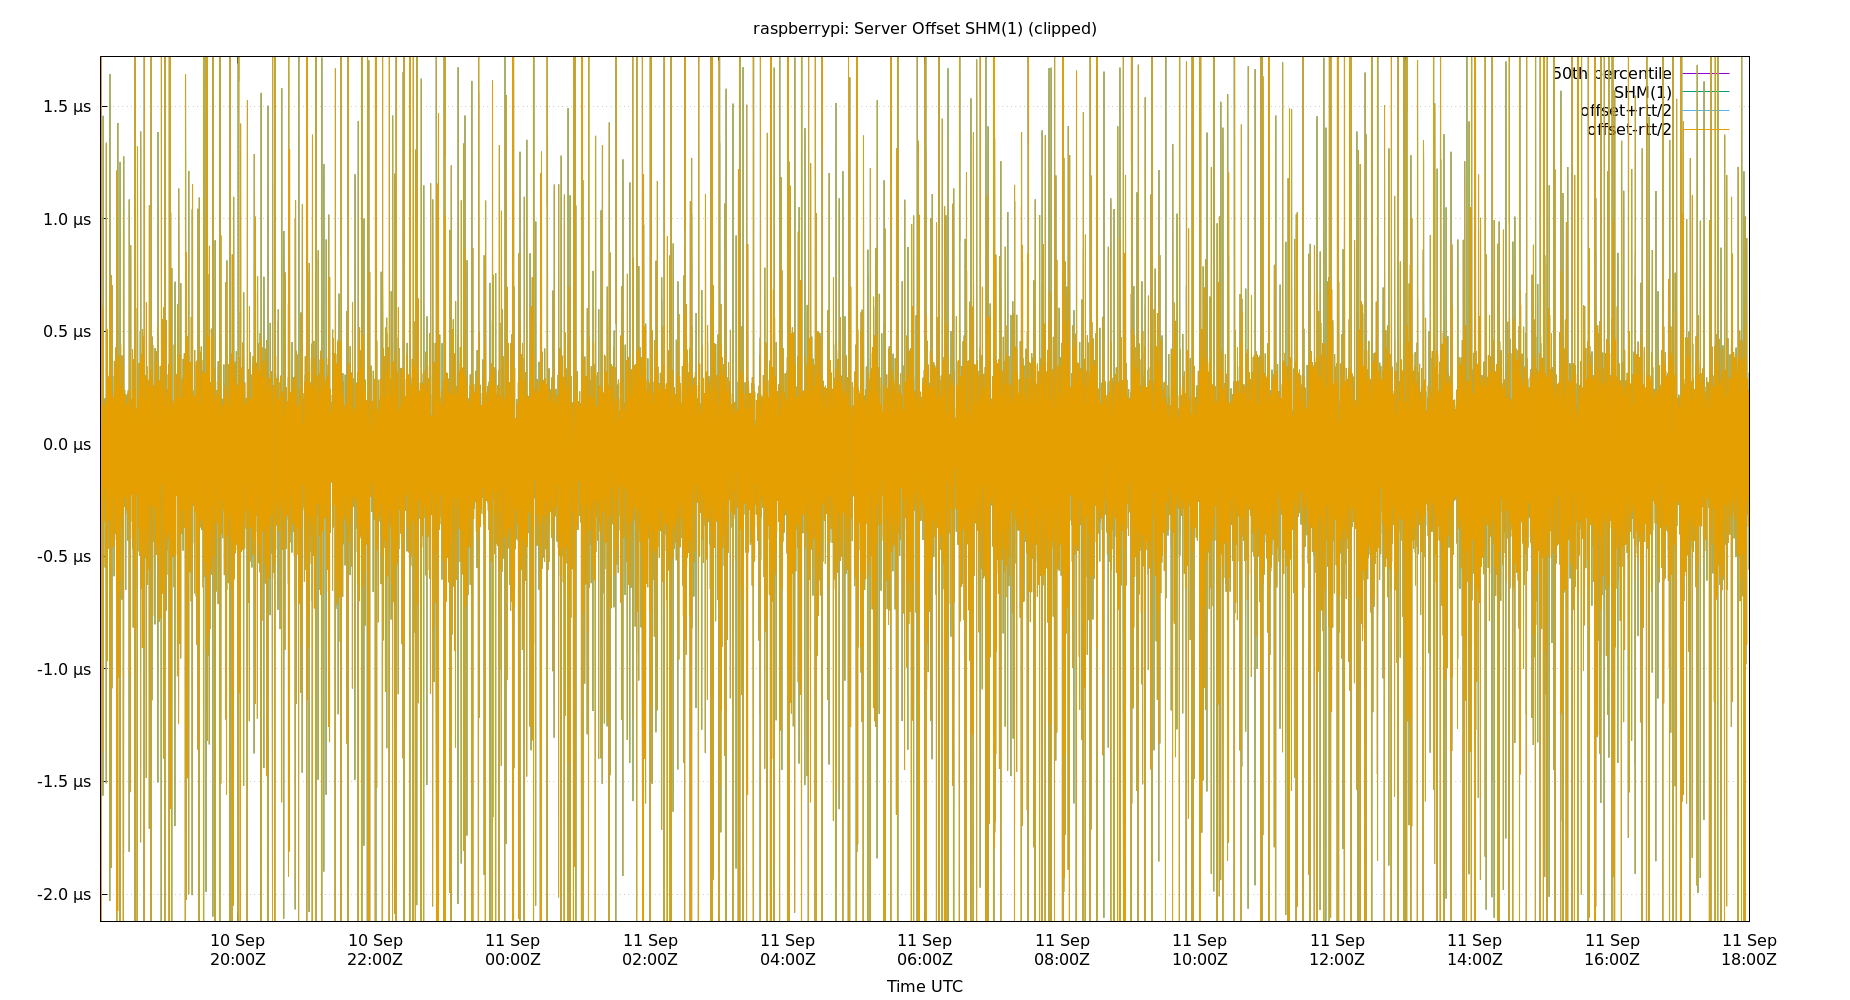 raspberrypi: Server Offset SHM(1) (clipped)
50th percentile
SHM(1)
offset+rtt/2
offset-rtt/2
1.5 µs
1.0 µs
0.5 µs
0.0 µs
-0.5 µs
-1.0 µs
-1.5 µs
-2.0 µs
10 Sep 10 Sep 11 Sep 11 Sep 11 Sep 11 Sep 11 Sep 11 Sep 11 Sep 11 Sep 11 Sep 11 Sep
20:00Z 22:00Z 00:00Z 02:00Z 04:00Z 06:00Z 08:00Z 10:00Z 12:00Z 14:00Z 16:00Z 18:00Z
Time UTC